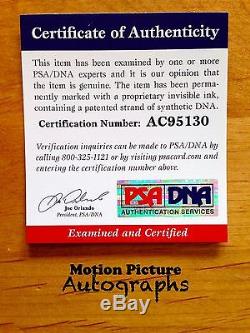 Certificate of Authenticity
This item has been examined by one or more
PSA/DNA experts and it is our opinion that
the item is genuine. The item has been
permanently marked with a proprietary invisible ink,
containing a patented strand of synthetic DNA.
Certification Number: AC95130
Verification inquiries can be made to PSA/DNA by
calling 800-325-1121 or by visiting psacard.com and
entering the certification number above.
Joe Orlando
President, PSA/DNA
PSA DNA
AUTHENTICATION SERVICES
Examined and Certified
Motion Picture
Autographs